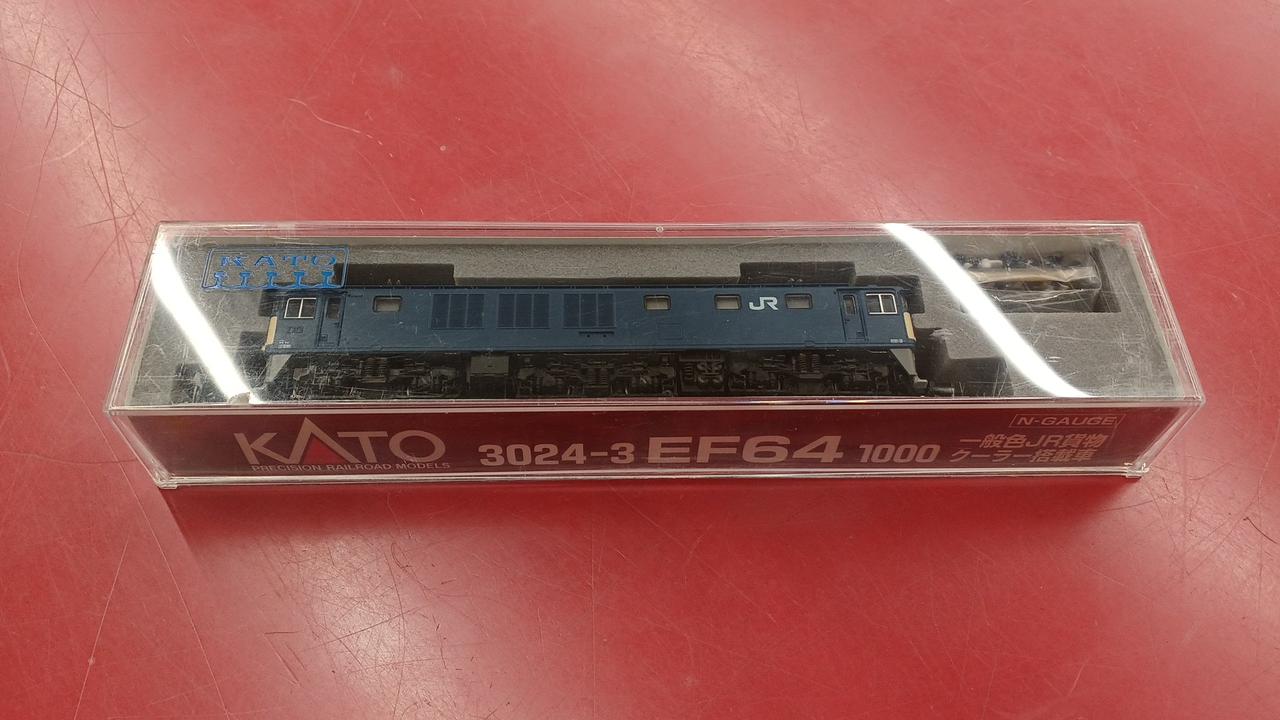 KATO
JR
KATO
PRECISION RAILROAD MODELS
3024-3 EF64 1000
N-GAUGE
一般色JR貨物
クーラー搭載車